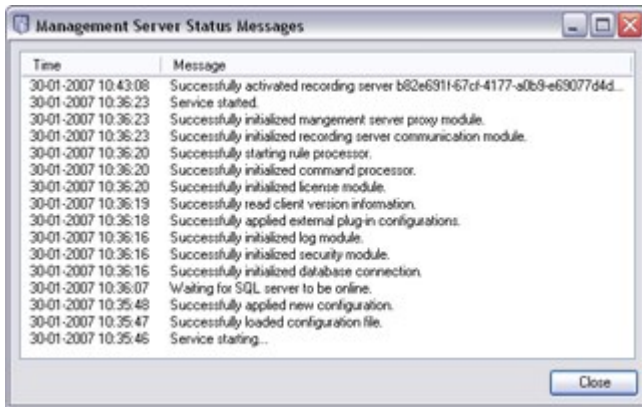 Management Server Status Messages
Time Message
30-01-2007 10:43:08 Successfully activated recording server b82e691f-67cf-4177-a0b9-e69077d4d...
30-01-2007 10:36:23 Service started.
30-01-2007 10:36:23 Successfully initialized mangement server proxy module.
30-01-2007 10:36:23 Successfully initialized recording server communication module.
30-01-2007 10:36:20 Successfully starting rule processor.
30-01-2007 10:36:20 Successfully initialized command processor.
30-01-2007 10:36:20 Successfully initialized license module.
30-01-2007 10:36:19 Successfully read client version information.
30-01-2007 10:36:18 Successfully applied external plug-in configurations.
30-01-2007 10:36:16 Successfully initialized log module.
30-01-2007 10:36:16 Successfully initialized security module.
30-01-2007 10:36:16 Successfully initialized database connection.
30-01-2007 10:36:07 Waiting for SQL server to be online.
30-01-2007 10:35:48 Successfully applied new configuration.
30-01-2007 10:35:47 Successfully loaded configuration file.
30-01-2007 10:35:46 Service starting...
Close